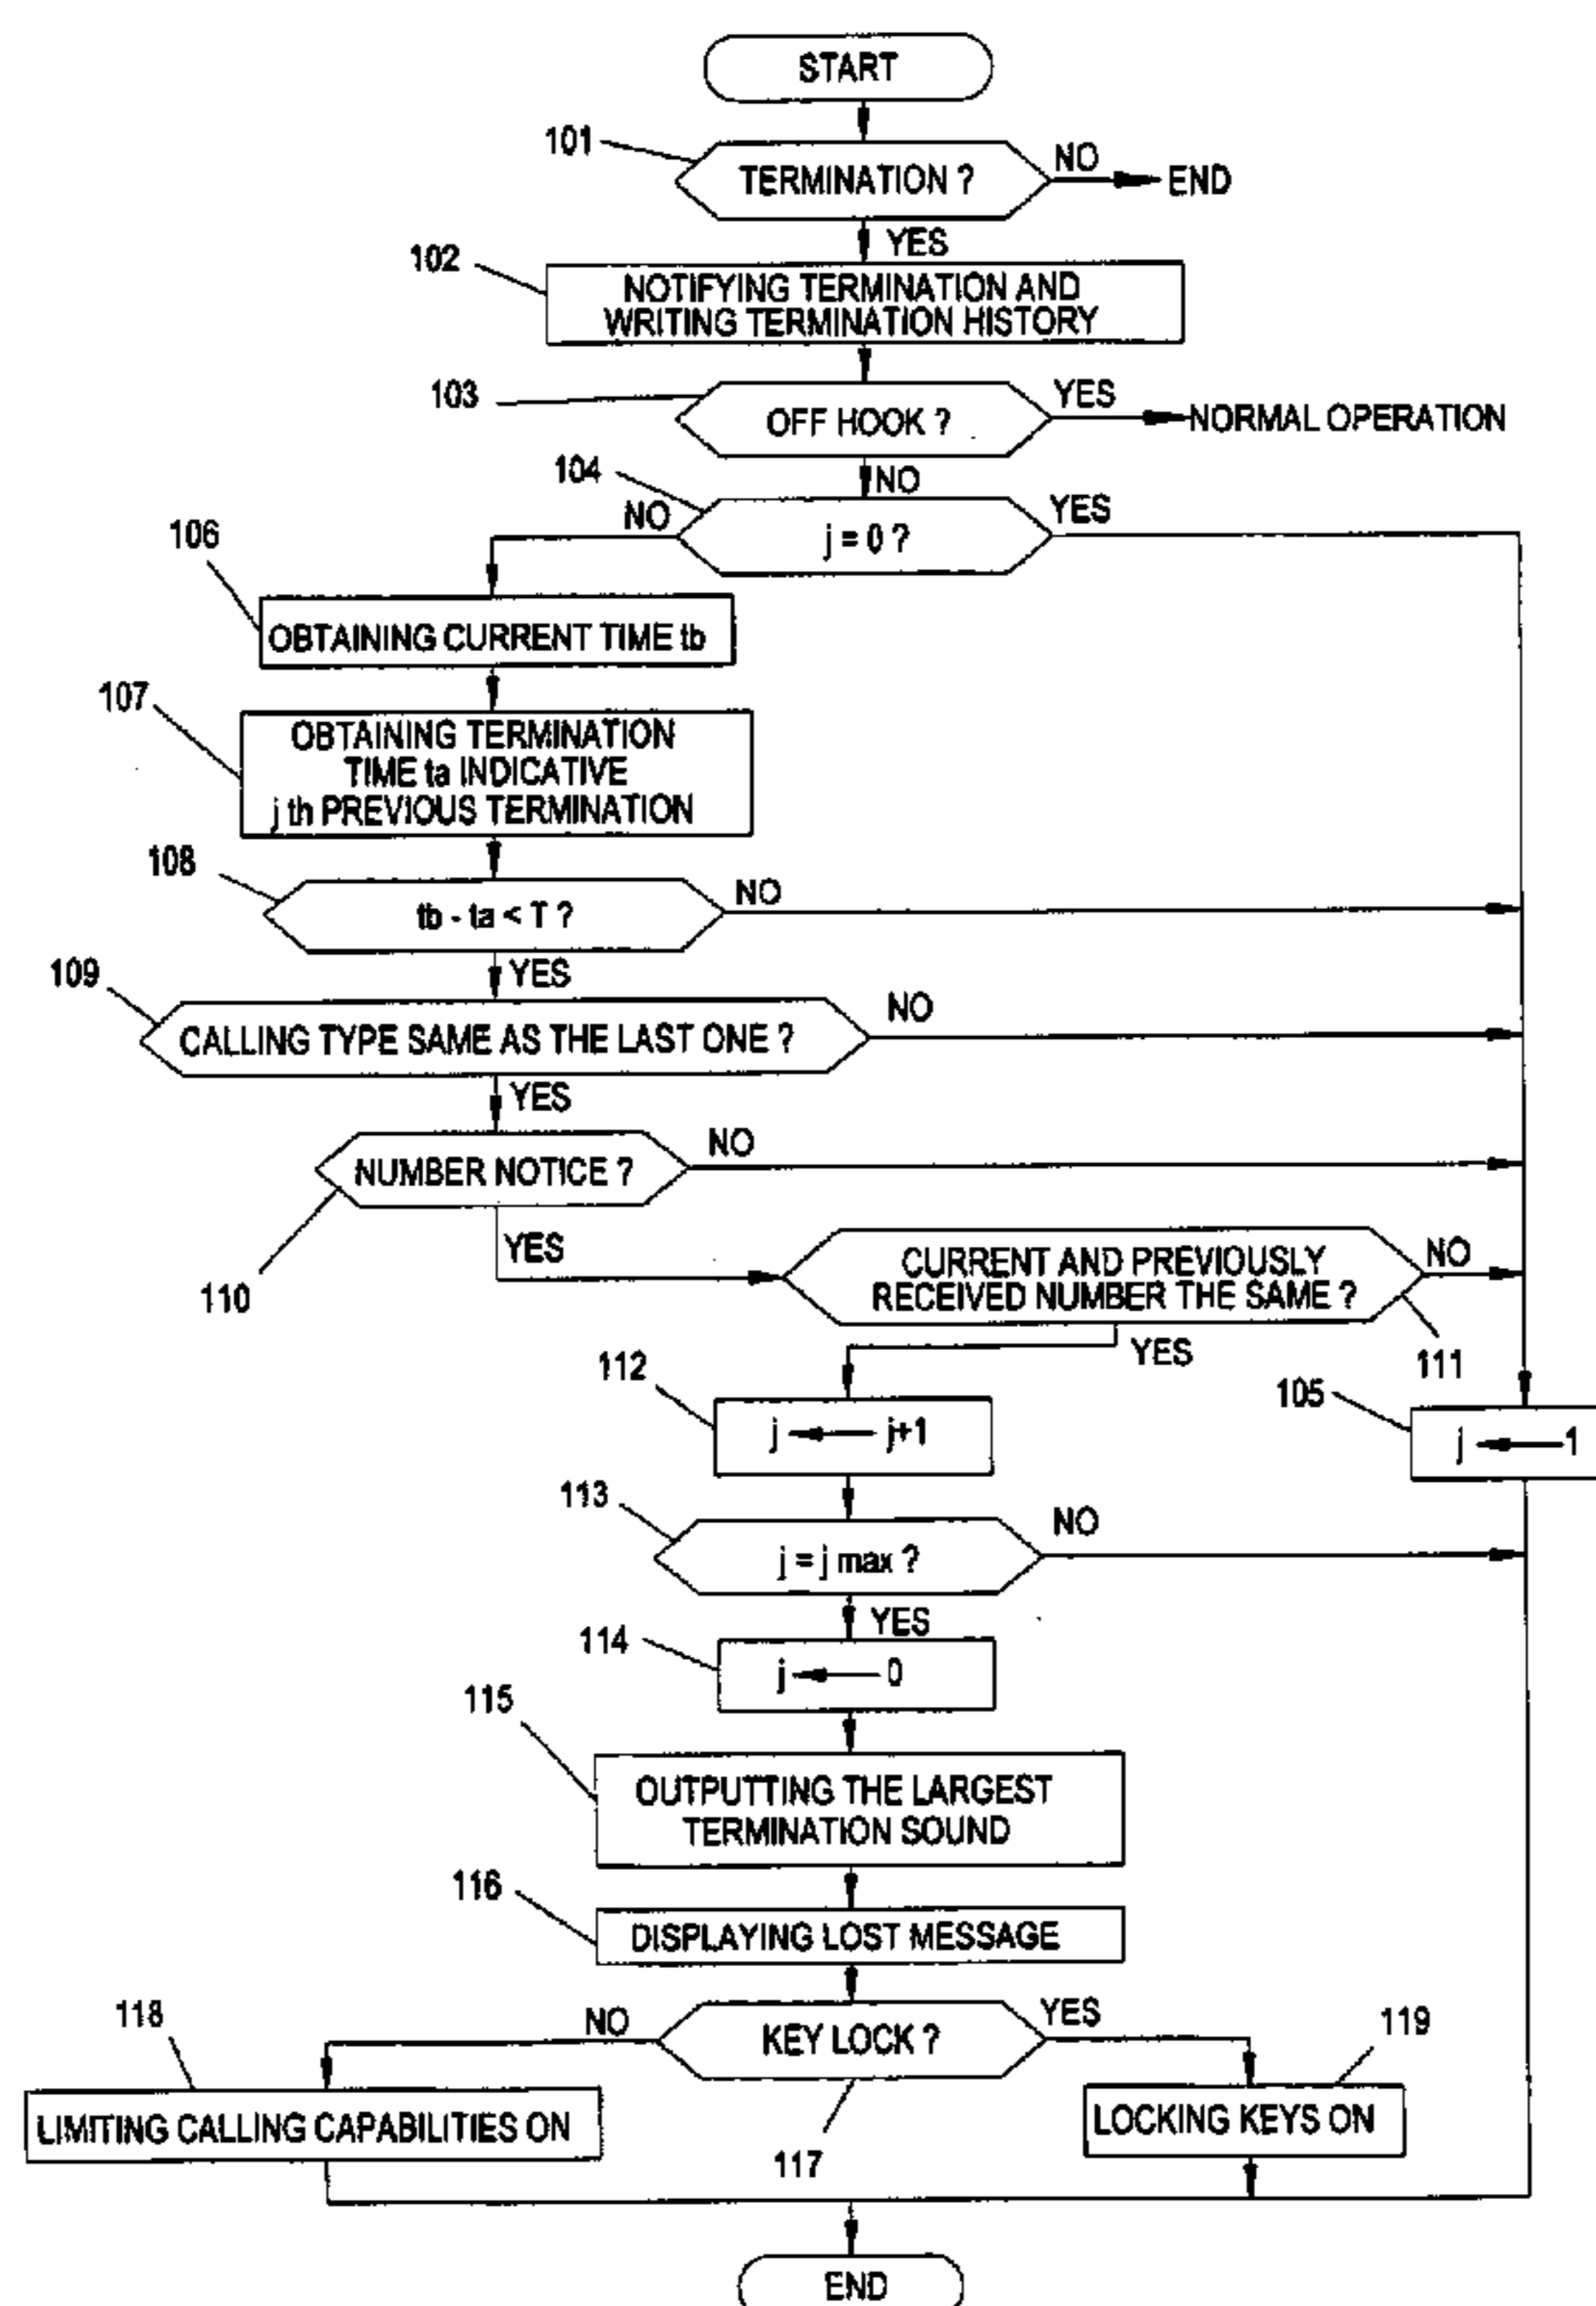 START
101
TERMINATION ?
NO
END
YES
102
NOTIFYING TERMINATION AND
WRITING TERMINATION HISTORY
103
OFF HOOK ?
YES
NORMAL OPERATION
NO
104
j = 0 ?
NO
YES
106
OBTAINING CURRENT TIME tb
107
OBTAINING TERMINATION
TIME ta INDICATIVE
j th PREVIOUS TERMINATION
108
tb - ta < T ?
NO
YES
109
CALLING TYPE SAME AS THE LAST ONE ?
NO
YES
NUMBER NOTICE ?
NO
110
YES
CURRENT AND PREVIOUSLY
RECEIVED NUMBER THE SAME ?
NO
111
YES
112
j ← j+1
105
j ← 1
113
j = j max ?
NO
YES
114
j ← 0
115
OUTPUTTING THE LARGEST
TERMINATION SOUND
116
DISPLAYING LOST MESSAGE
KEY LOCK ?
NO
YES
117
118
LIMITING CALLING CAPABILITIES ON
119
LOCKING KEYS ON
END